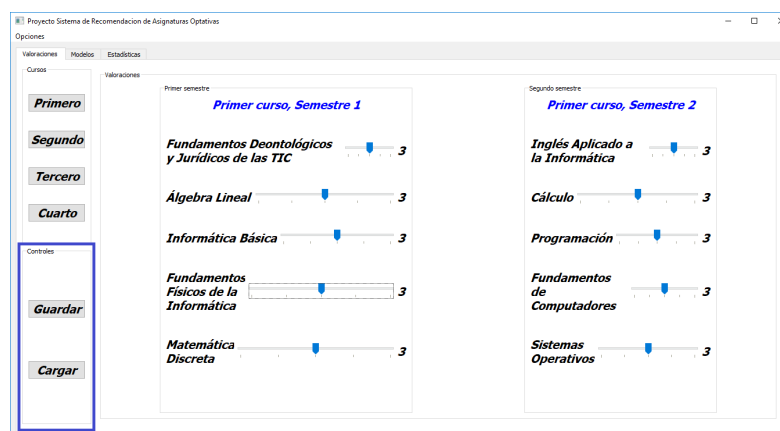 Proyecto Sistema de Recomendacion de Asignaturas Optativas
Opciones
Valoraciones Modelos Estadísticas
Cursos
Primero
Segundo
Tercero
Cuarto
Controles
Guardar
Cargar
Valoraciones
Primer semestre
Primer curso, Semestre 1
Fundamentos Deontológicos
y Jurídicos de las TIC 3
Álgebra Lineal 3
Informática Básica 3
Fundamentos
Físicos de la 3
Informática
Matemática 3
Discreta
Segundo semestre
Primer curso, Semestre 2
Inglés Aplicado a
la Informática 3
Cálculo 3
Programación 3
Fundamentos
de 3
Computadores
Sistemas 3
Operativos